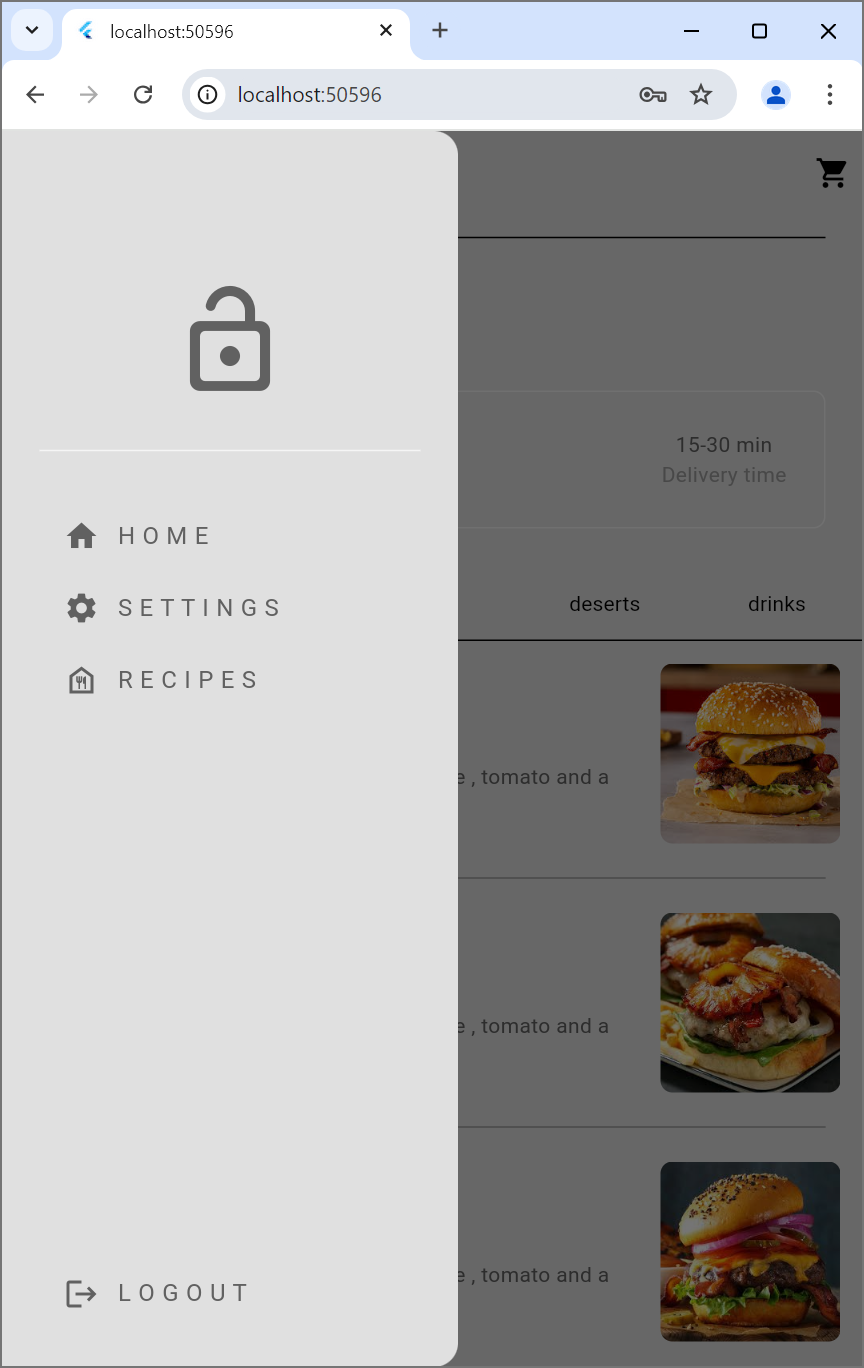 localhost:50596
localhost:50596
15-30 min
Delivery time
deserts
drinks
HOME
SETTINGS
RECIPES
e , tomato and a
e , tomato and a
e , tomato and a
LOGOUT